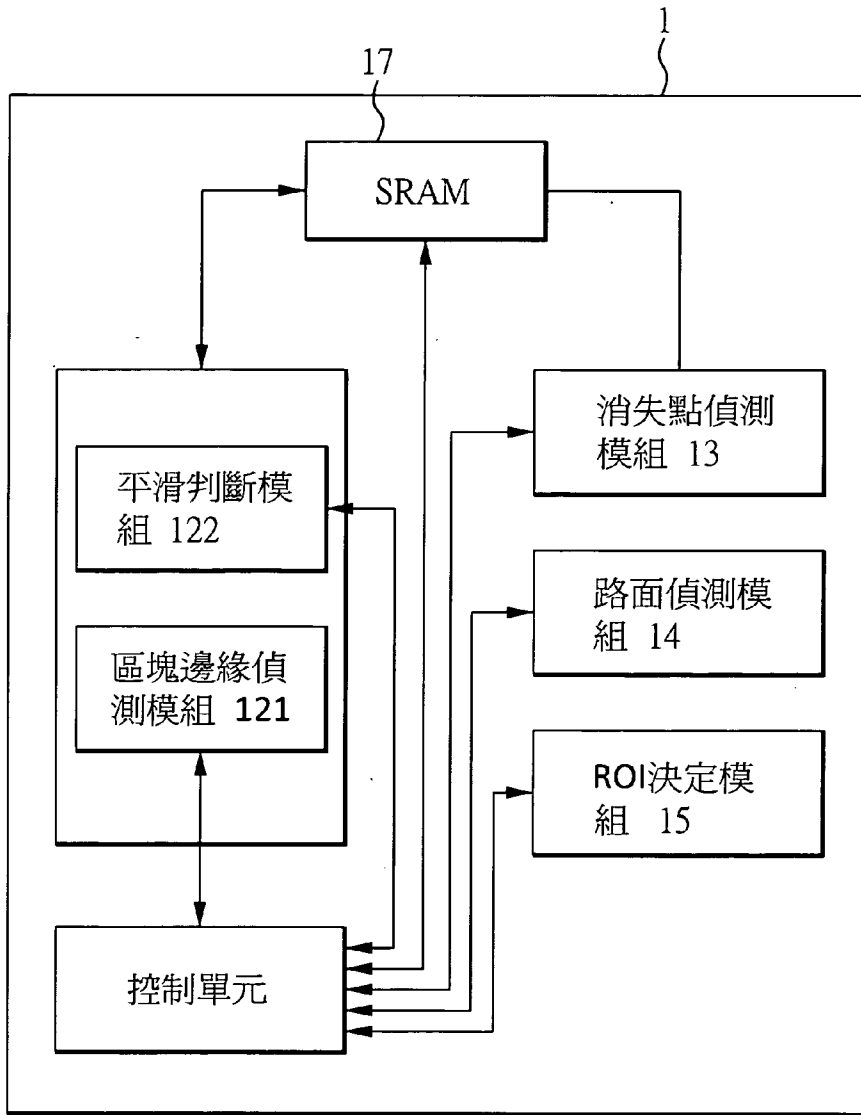 1
17
SRAM
消失點偵測
模組 13
平滑判斷模
組 122
路面偵測模
組 14
區塊邊緣偵
測模組 121
ROI決定模
組 15
控制單元